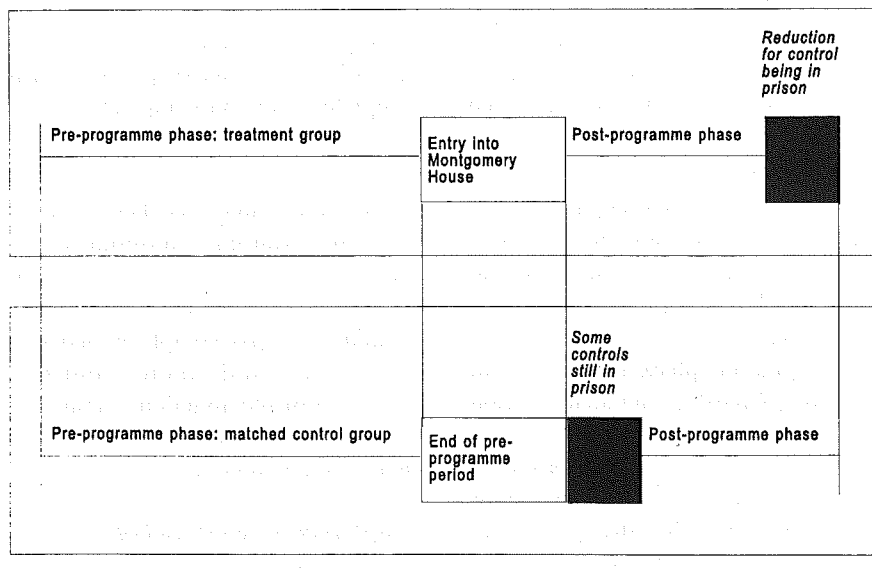 Reduction
for control
being in
prison
Pre-programme phase: treatment group
Entry into
Montgomery
House
Post-programme phase
Some
controls
still in
prison
Pre-programme phase: matched control group
End of pre-
programme
period
Post-programme phase